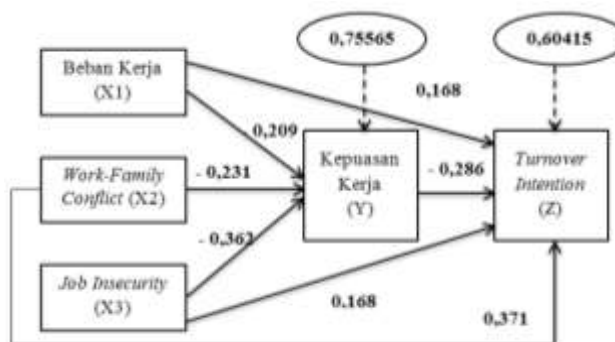 0,75565
0,60415
Beban Kerja
(X1)
0,168
- 0,209
Work-Family
Conflict (X2)
- 0,231
Kepuasan
Kerja
(Y)
- 0,286
Turnover
Intention
(Z)
- 0,362
Job Insecurity
(X3)
0,168
0,371